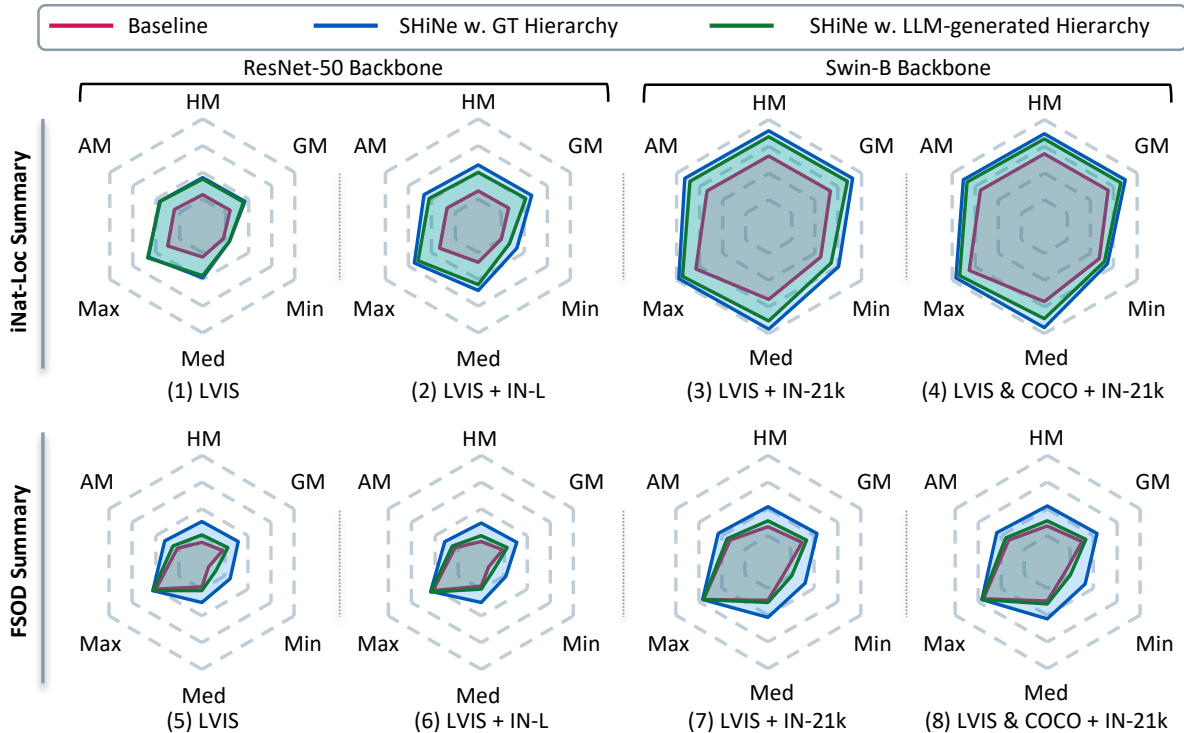 Baseline SHiNe w. GT Hierarchy SHiNe w. LLM-generated Hierarchy
ResNet-50 Backbone Swin-B Backbone
iNat-Loc Summary
HM HM HM HM
AM GM AM GM AM GM AM GM
Max Min Max Min Max Min Max Min
Med Med Med Med
(1) LVIS (2) LVIS + IN-L (3) LVIS + IN-21k (4) LVIS & COCO + IN-21k
FSOD Summary
HM HM HM HM
AM GM AM GM AM GM AM GM
Max Min Max Min Max Min Max Min
Med Med Med Med
(5) LVIS (6) LVIS + IN-L (7) LVIS + IN-21k (8) LVIS & COCO + IN-21k